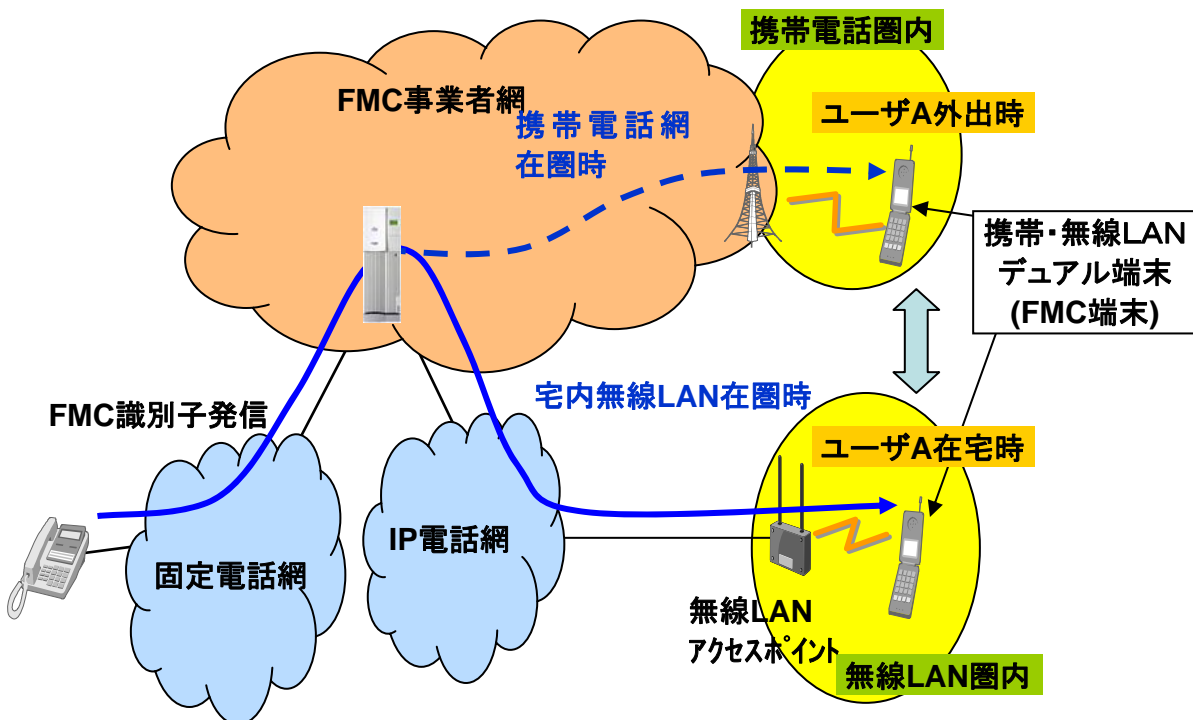 携帯電話圏内
FMC事業者網
ユーザA外出時
携帯電話網
在圏時
携帯・無線LAN
デュアル端末
(FMC端末)
宅内無線LAN在圏時
FMC識別子発信
ユーザA在宅時
IP電話網
固定電話網
無線LAN
アクセスポイント
無線LAN圏内